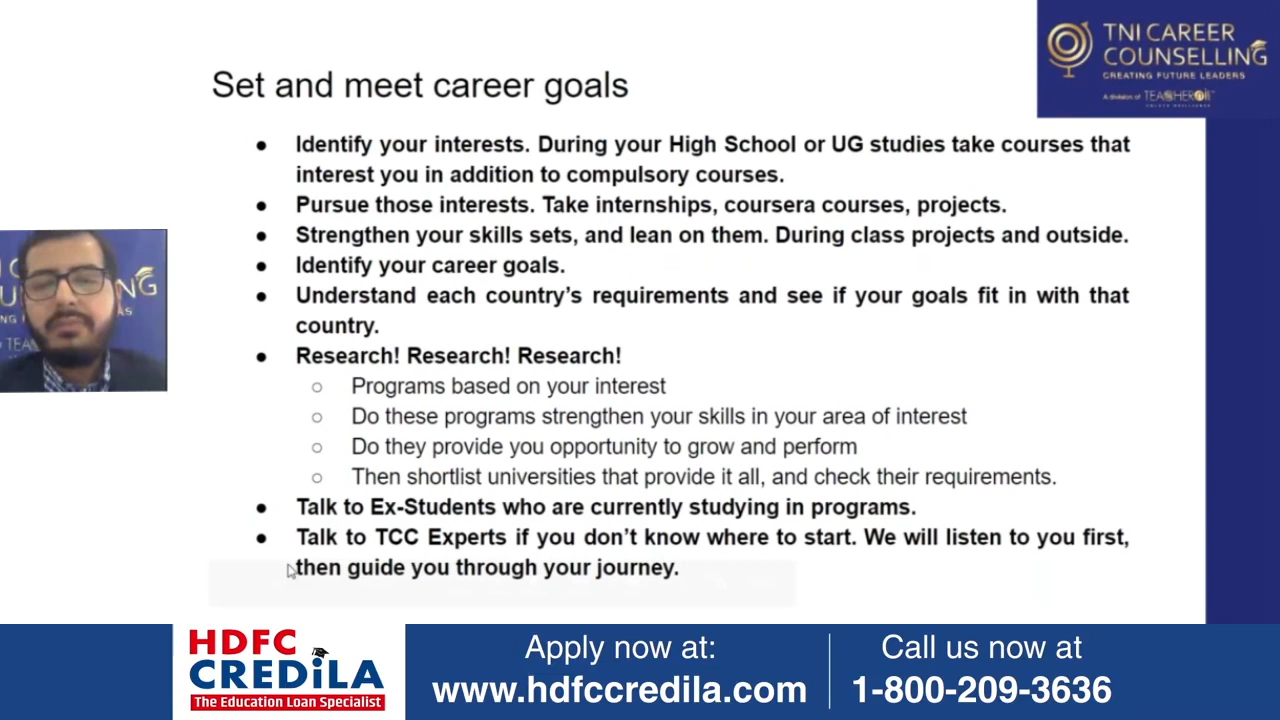 TNI CAREER
COUNSELLING
CREATING FUTURE LEADERS
A division of TEACHERNI
Set and meet career goals
● Identify your interests. During your High School or UG studies take courses that
interest you in addition to compulsory courses.
● Pursue those interests. Take internships, coursera courses, projects.
● Strengthen your skills sets, and lean on them. During class projects and outside.
● Identify your career goals.
● Understand each country's requirements and see if your goals fit in with that
country.
● Research! Research! Research!
○ Programs based on your interest
○ Do these programs strengthen your skills in your area of interest
○ Do they provide you opportunity to grow and perform
○ Then shortlist universities that provide it all, and check their requirements.
● Talk to Ex-Students who are currently studying in programs.
● Talk to TCC Experts if you don't know where to start. We will listen to you first,
then guide you through your journey.
HDFC
CREDiLA
The Education Loan Specialist
Apply now at:
www.hdfccredila.com
Call us now at
1-800-209-3636